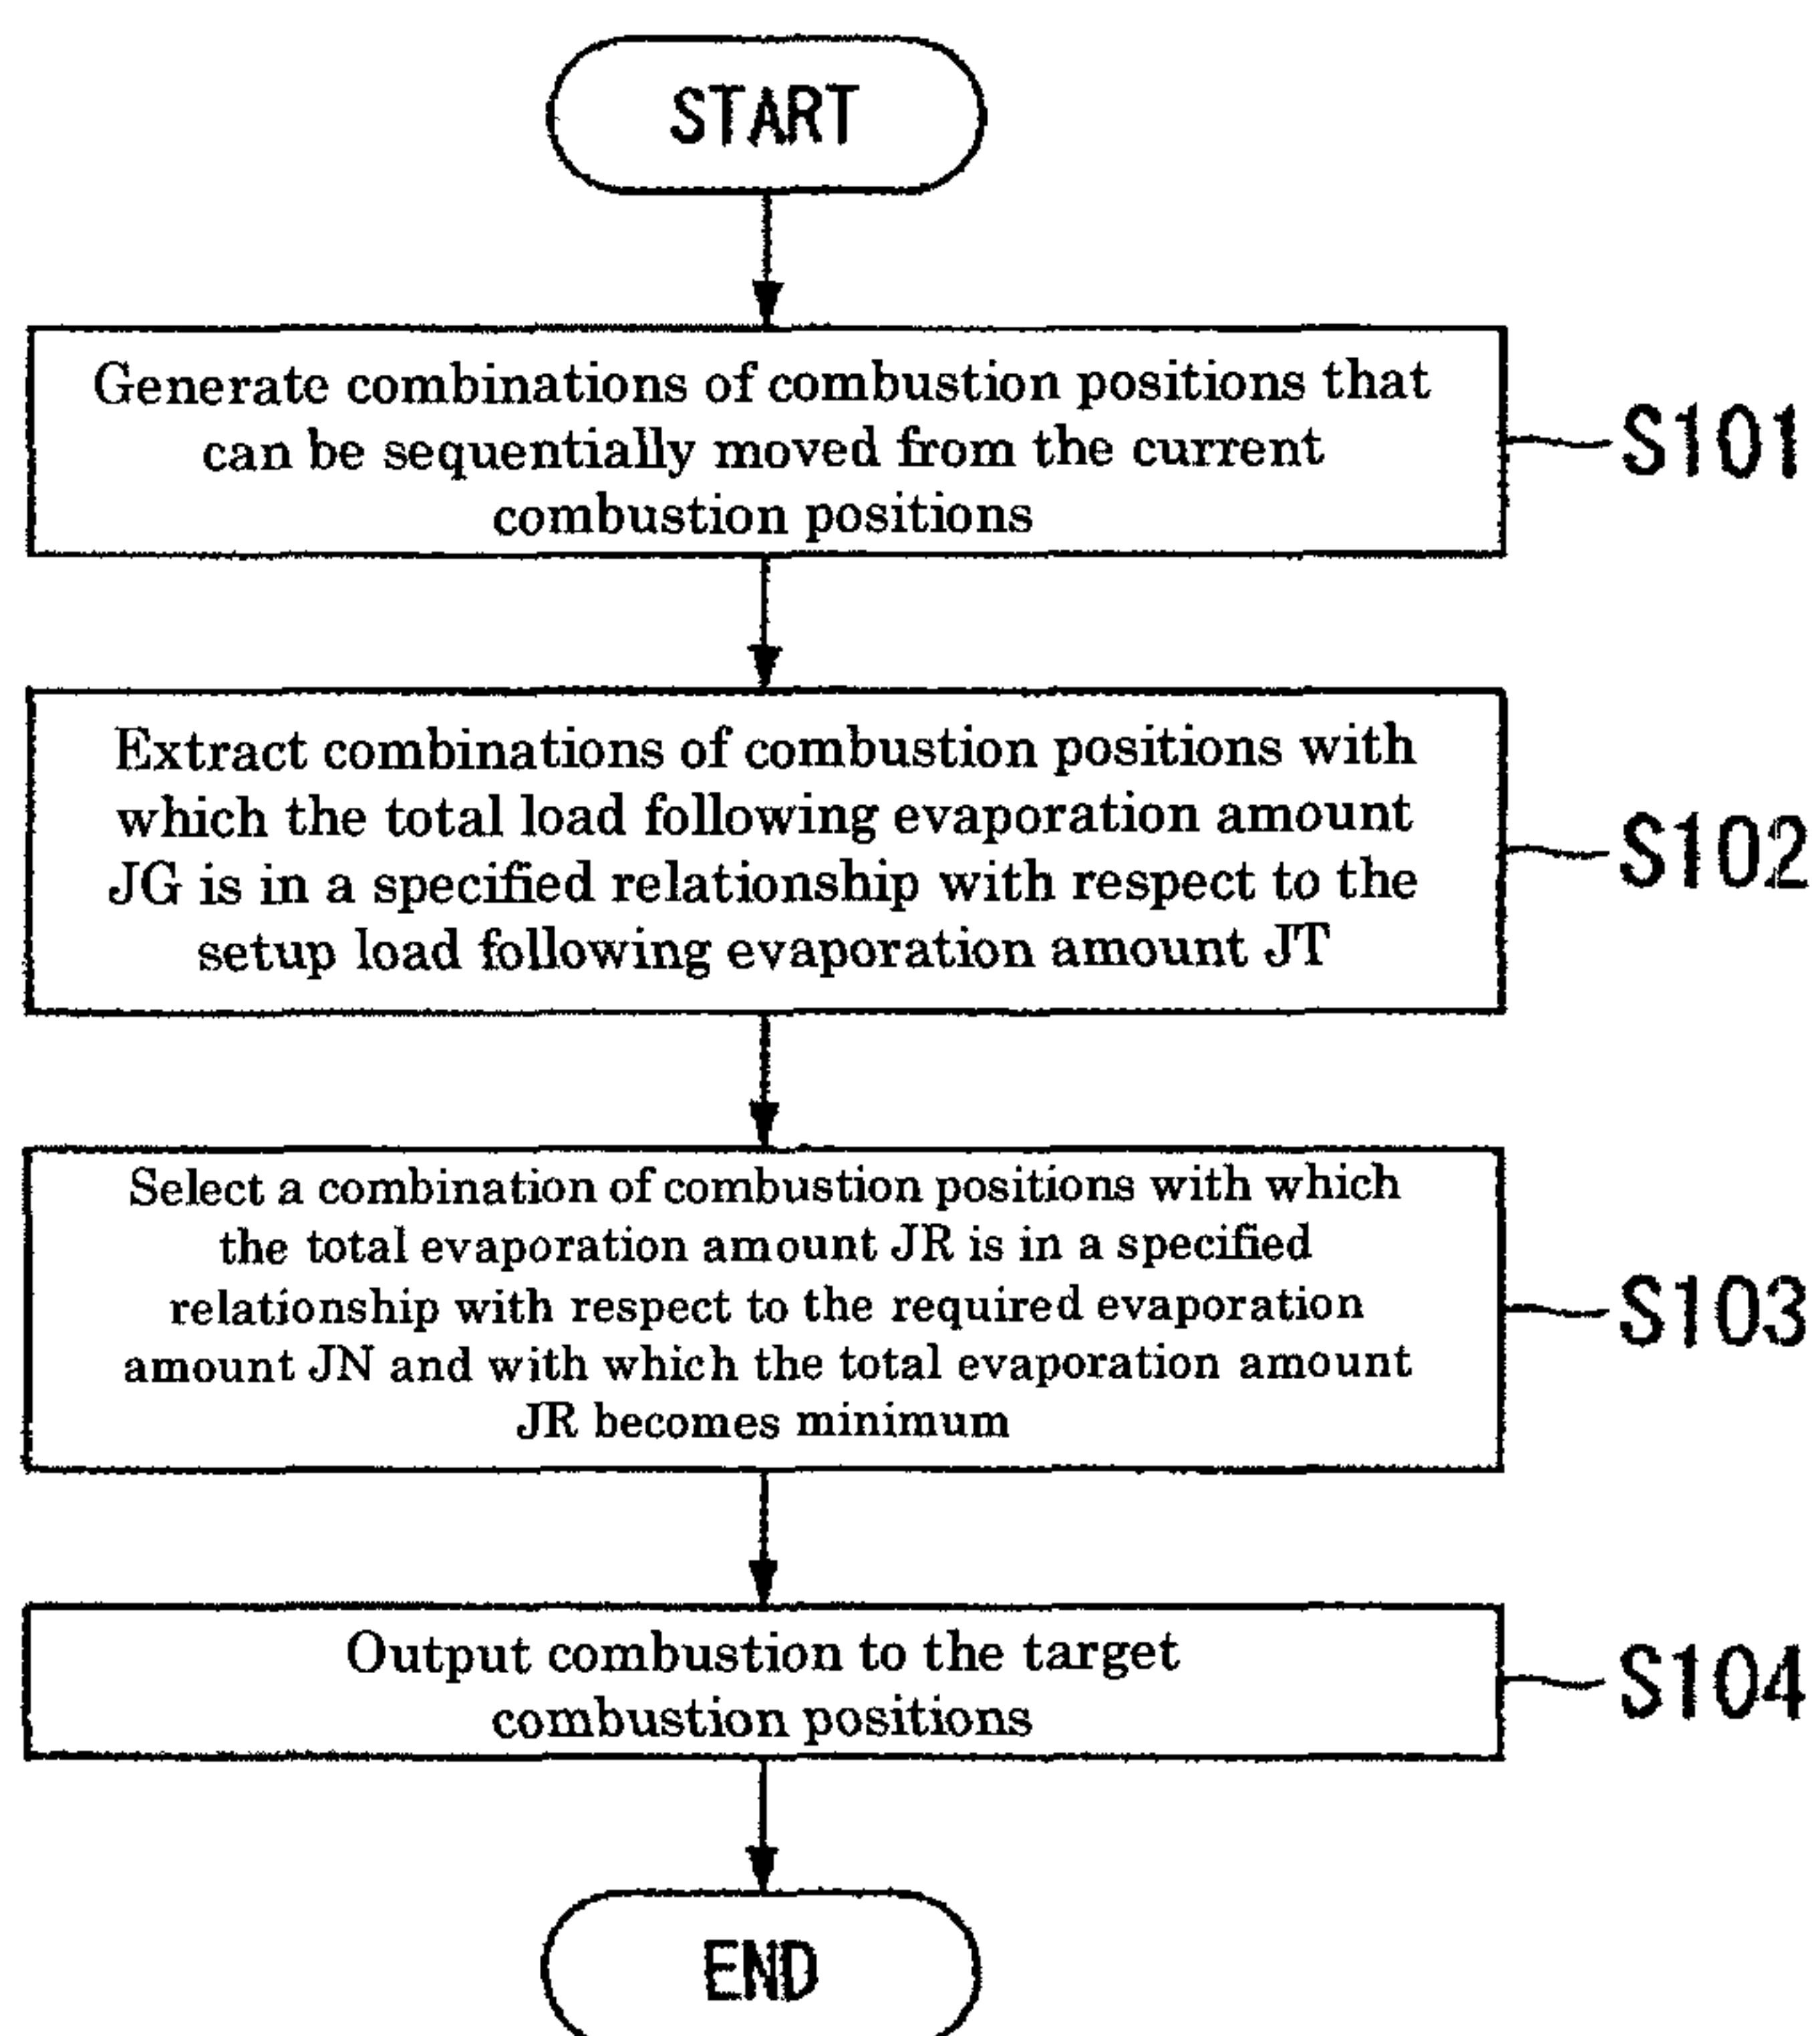 START
Generate combinations of combustion positions that
can be sequentially moved from the current
combustion positions
S101
Extract combinations of combustion positions with
which the total load following evaporation amount
JG is in a specified relationship with respect to the
setup load following evaporation amount JT
S102
Select a combination of combustion positions with which
the total evaporation amount JR is in a specified
relationship with respect to the required evaporation
amount JN and with which the total evaporation amount
JR becomes minimum
S103
Output combustion to the target
combustion positions
S104
END